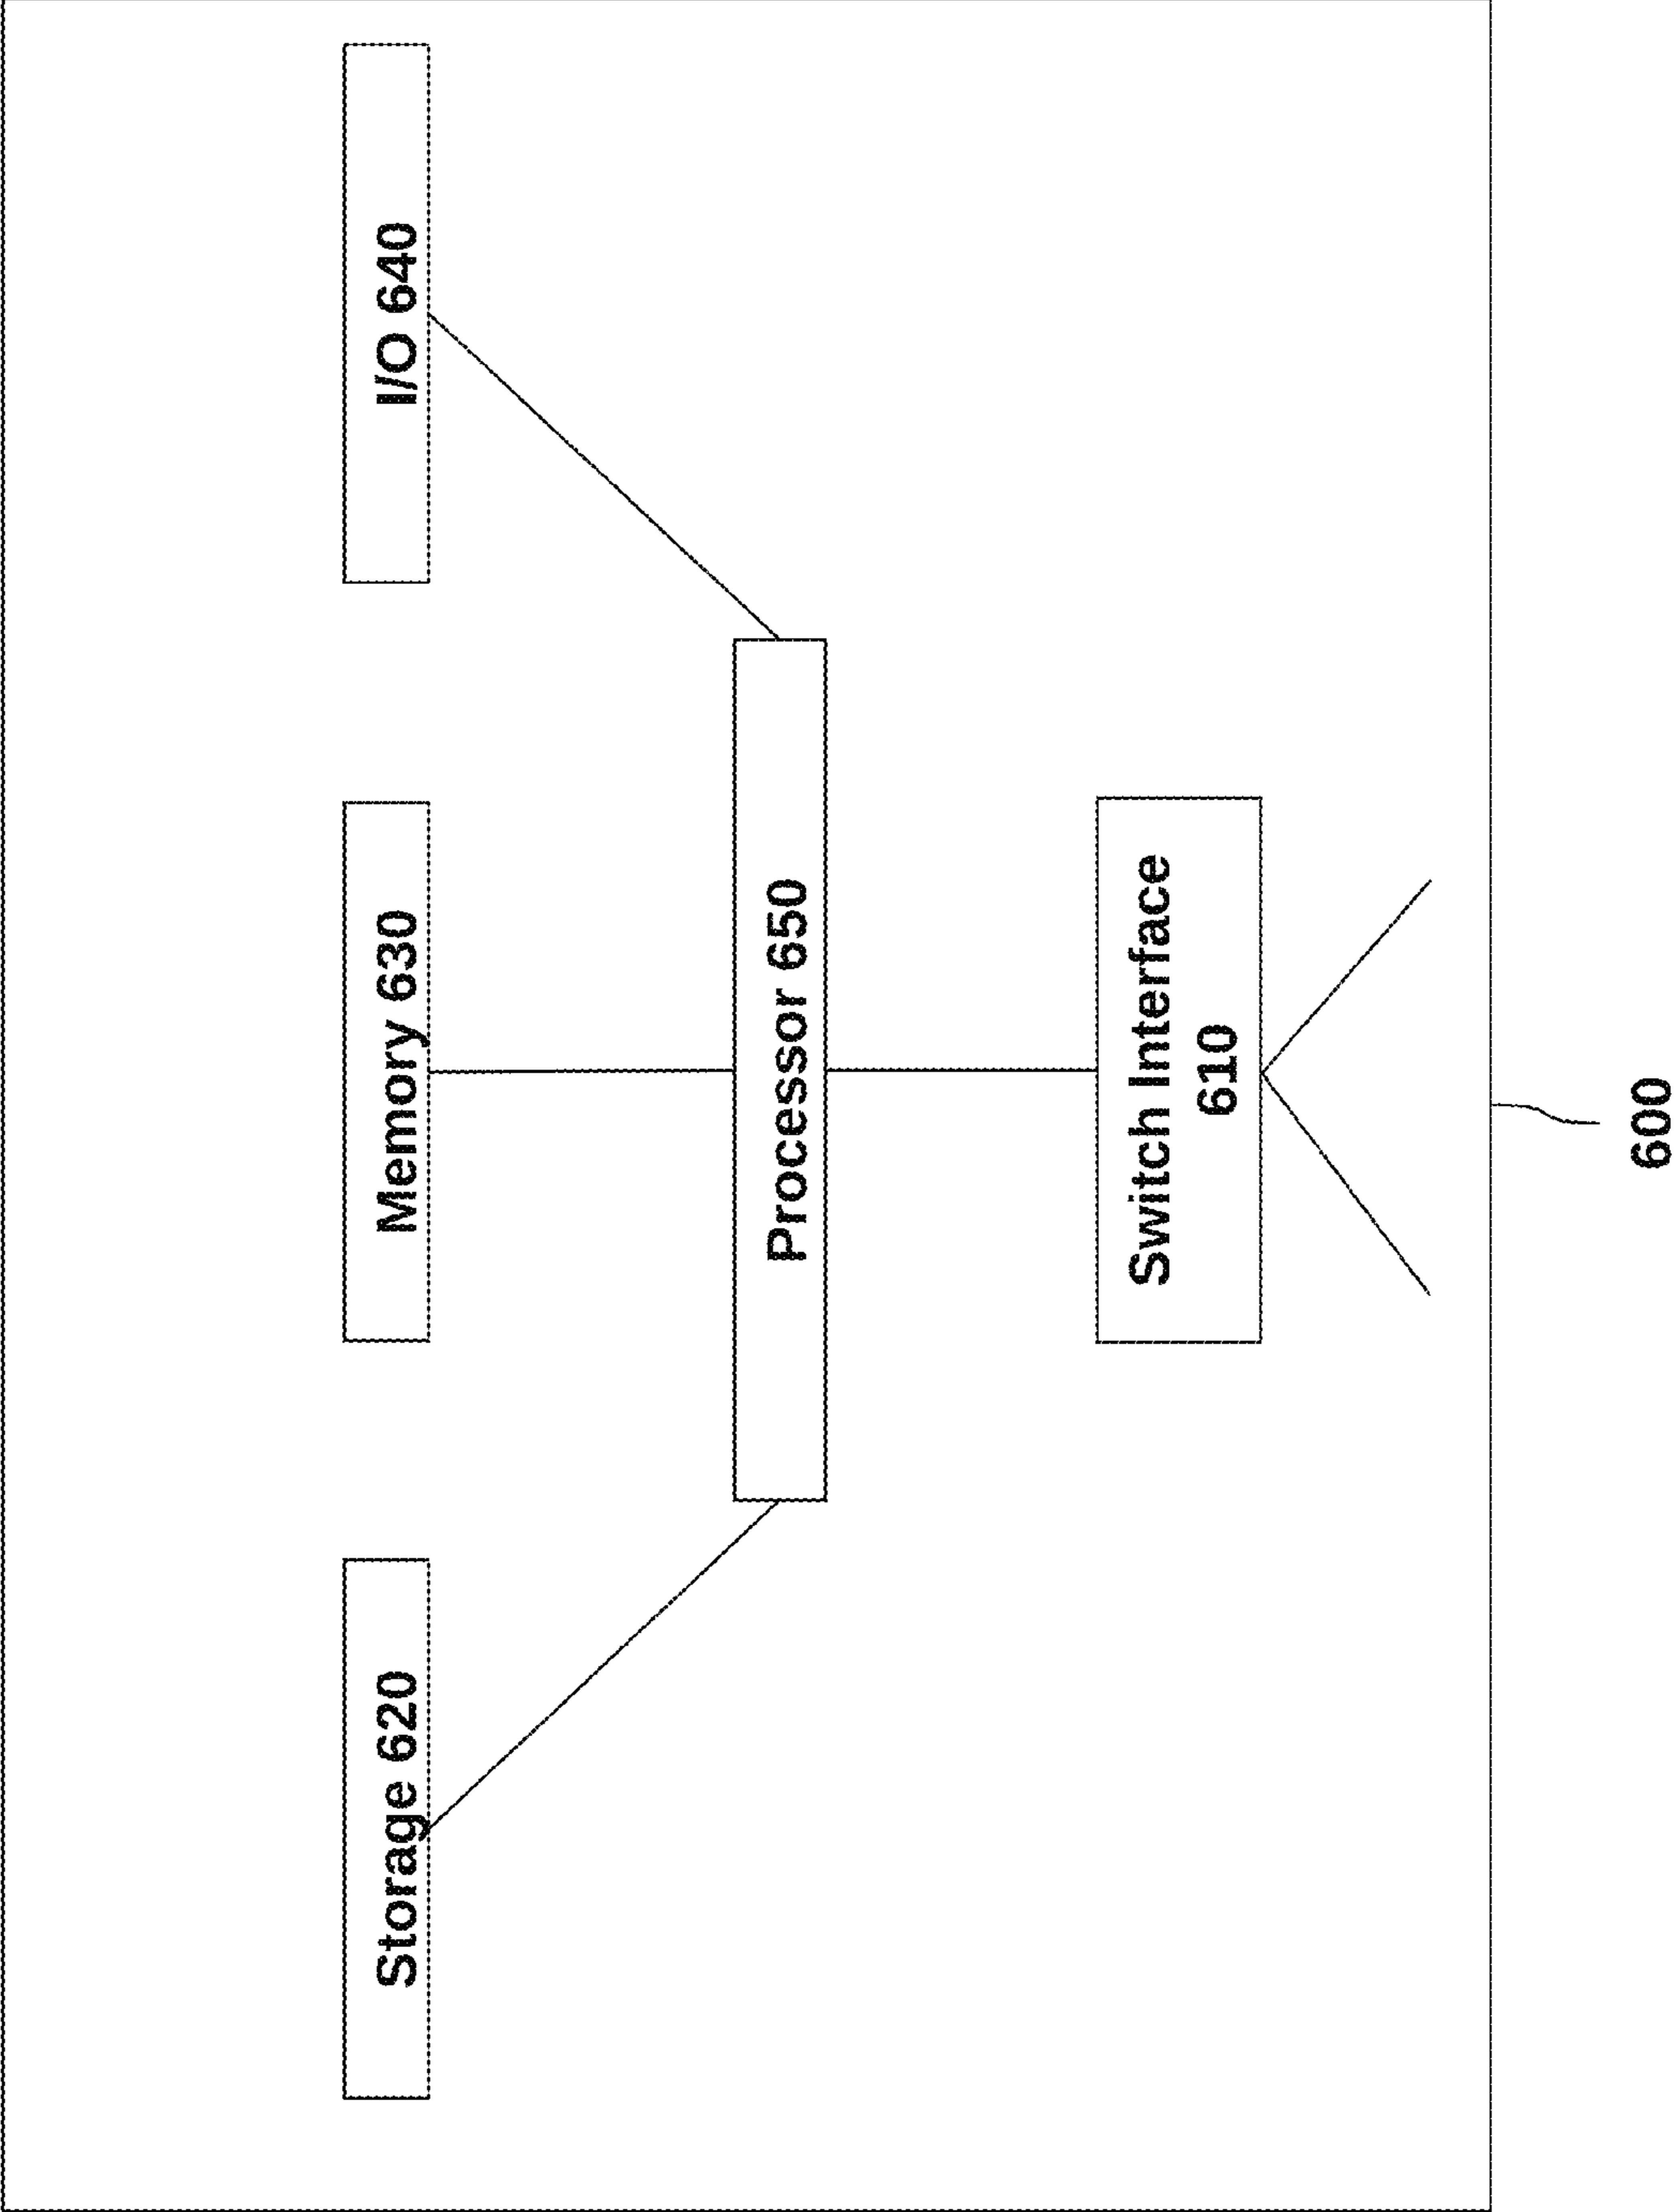 Storage 620
Memory 630
I/O 640
Processor 650
Switch Interface
610
600